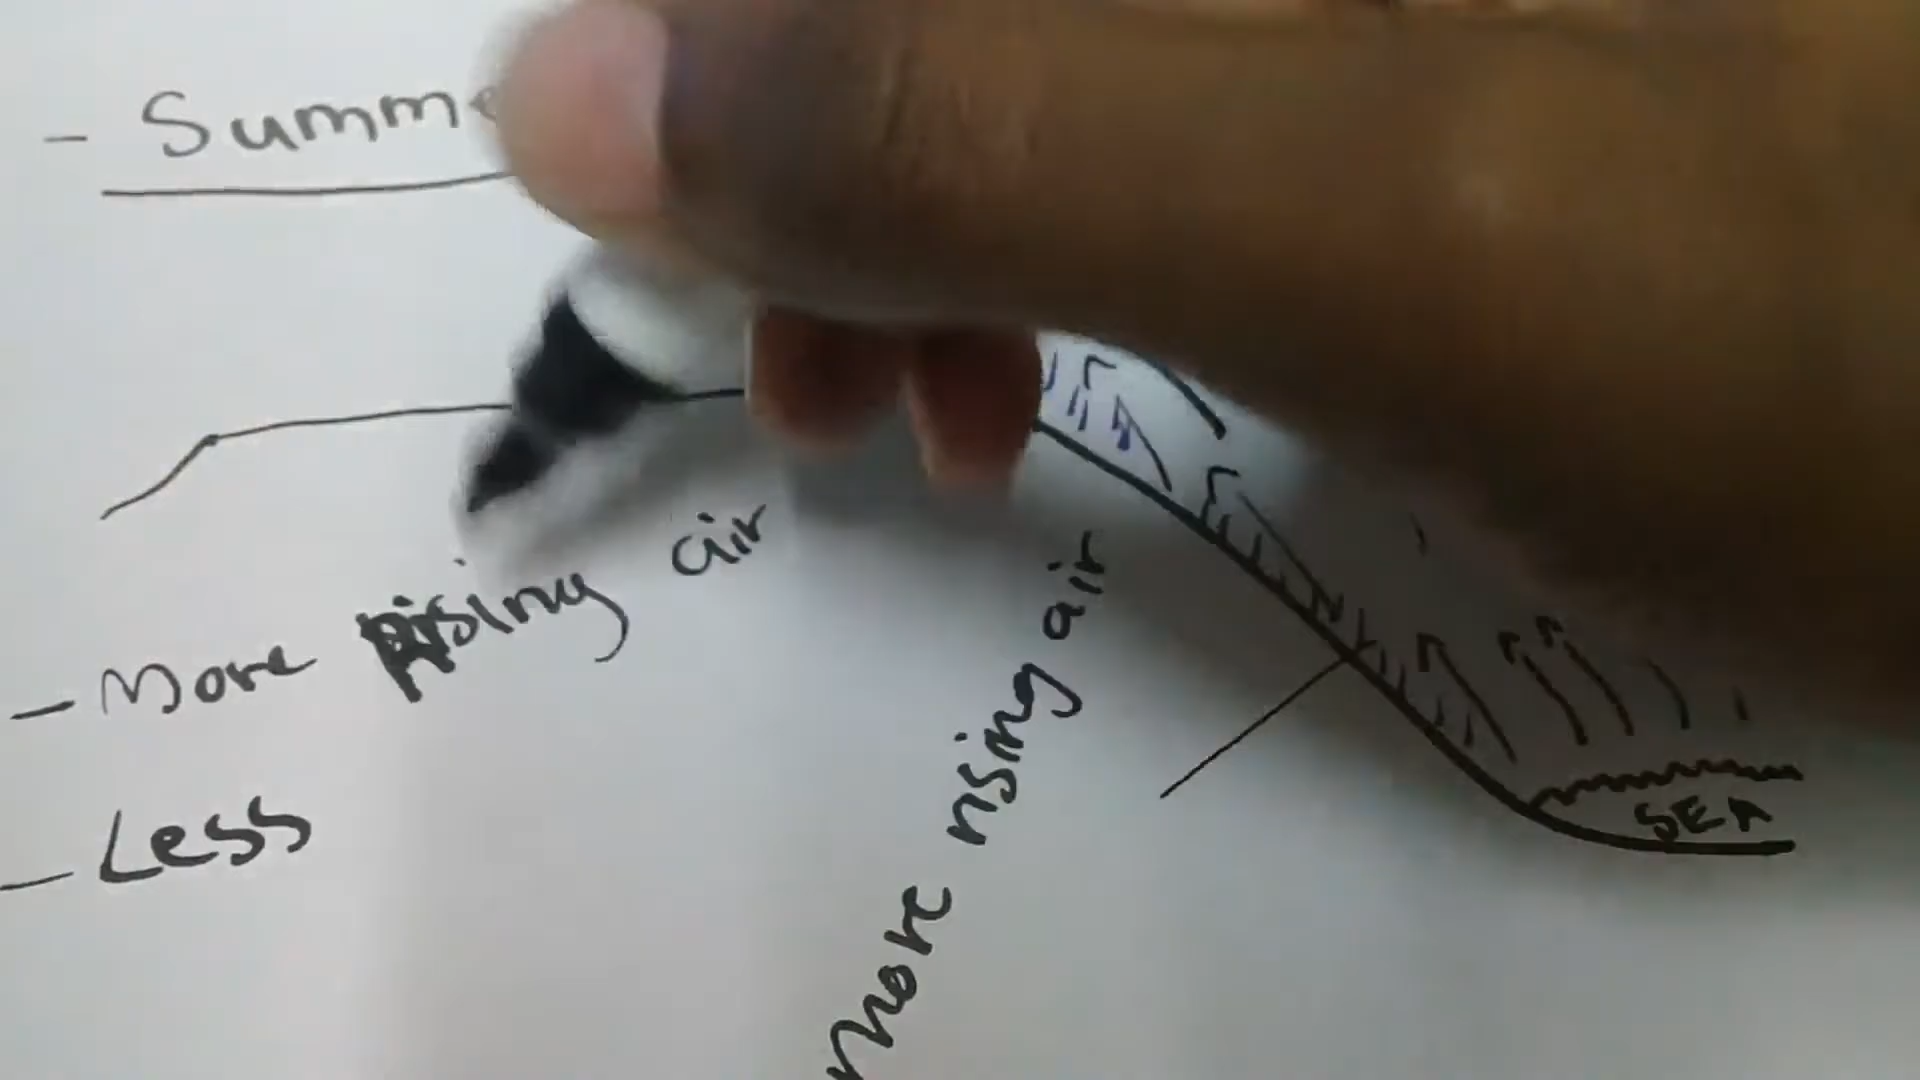 - Summe
- More rising air
- Less
more rising air
SEA